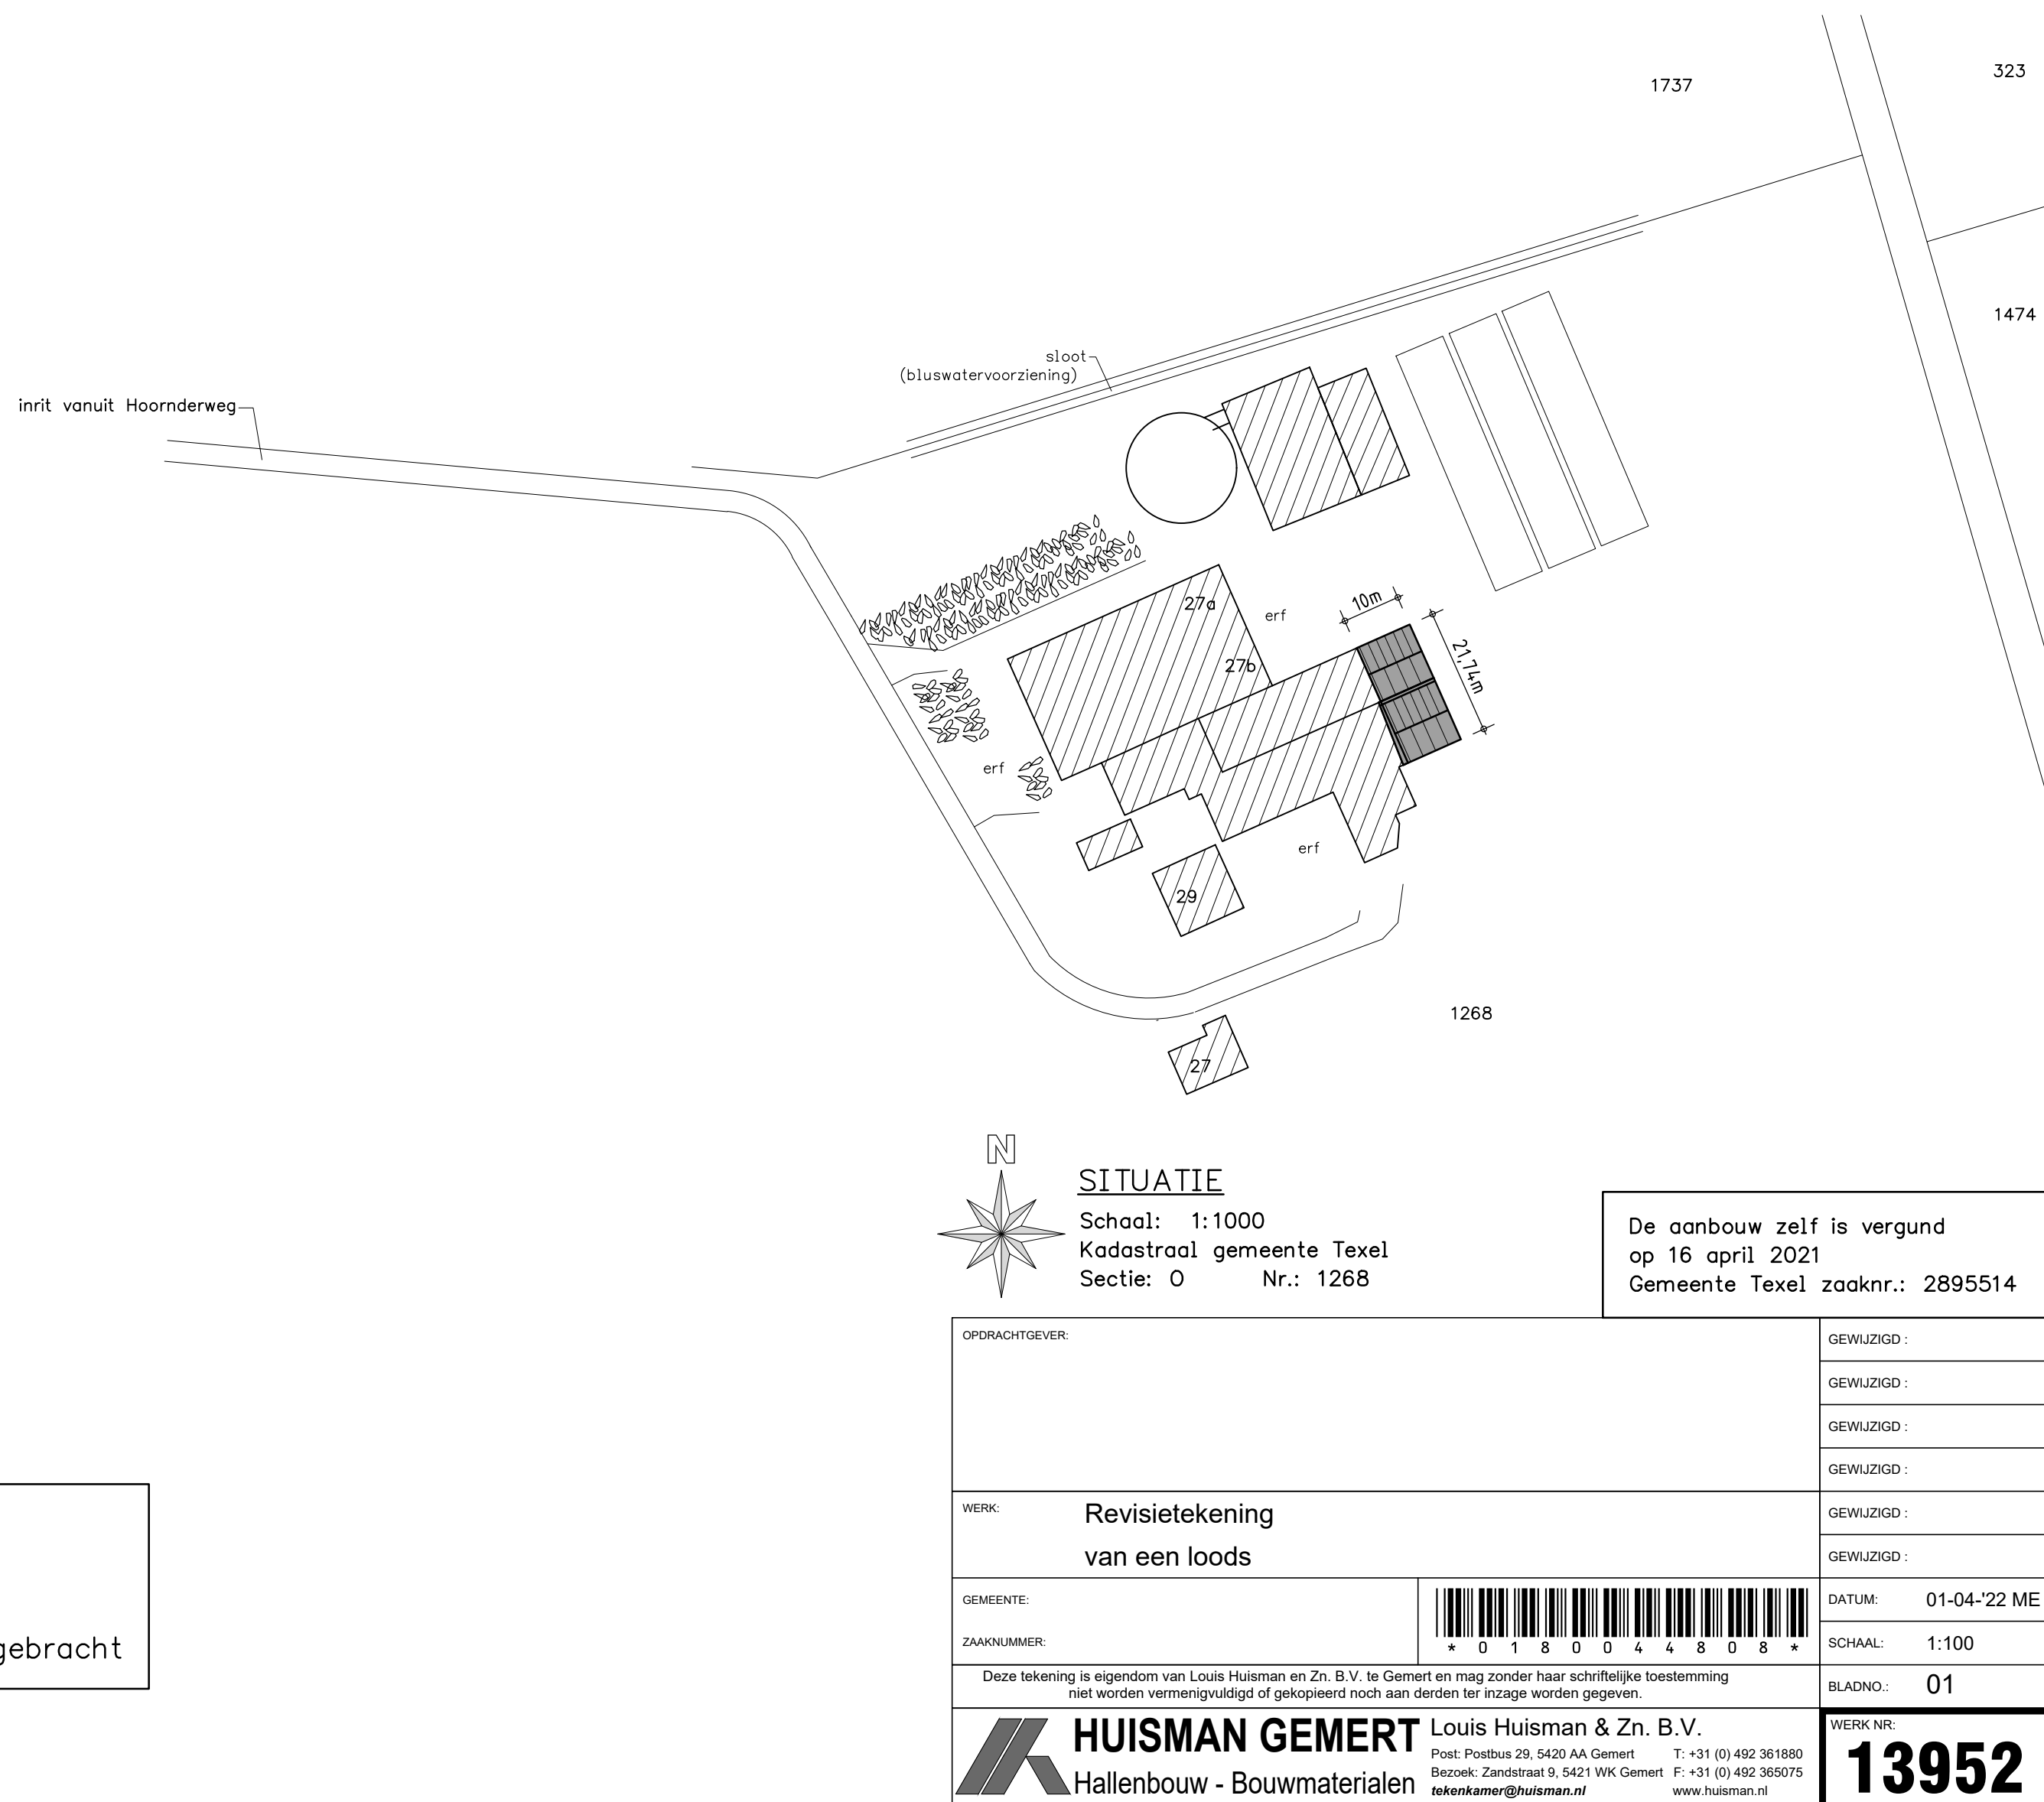 1737
323
1474
sloot
(bluswatervoorziening)
inrit vanuit Hoornderweg
27a
erf
10m
21,74m
27b
erf
erf
29
1268
27
N
SITUATIE
Schaal: 1:1000
Kadastraal gemeente Texel
Sectie: O Nr.: 1268
De aanbouw zelf is vergund
op 16 april 2021
Gemeente Texel zaaknr.: 2895514
gebracht
OPDRACHTGEVER:
GEWIJZIGD :
GEWIJZIGD :
GEWIJZIGD :
GEWIJZIGD :
GEWIJZIGD :
GEWIJZIGD :
WERK: Revisietekening
van een loods
GEMEENTE:
ZAAKNUMMER:
* 0 1 8 0 0 4 4 8 0 8 *
DATUM: 01-04-'22 ME
SCHAAL: 1:100
BLADNO.: 01
Deze tekening is eigendom van Louis Huisman en Zn. B.V. te Gemert en mag zonder haar schriftelijke toestemming
niet worden vermenigvuldigd of gekopieerd noch aan derden ter inzage worden gegeven.
HUISMAN GEMERT
Hallenbouw - Bouwmaterialen
Louis Huisman & Zn. B.V.
Post: Postbus 29, 5420 AA Gemert T: +31 (0) 492 361880
Bezoek: Zandstraat 9, 5421 WK Gemert F: +31 (0) 492 365075
tekenkamer@huisman.nl www.huisman.nl
WERK NR:
13952